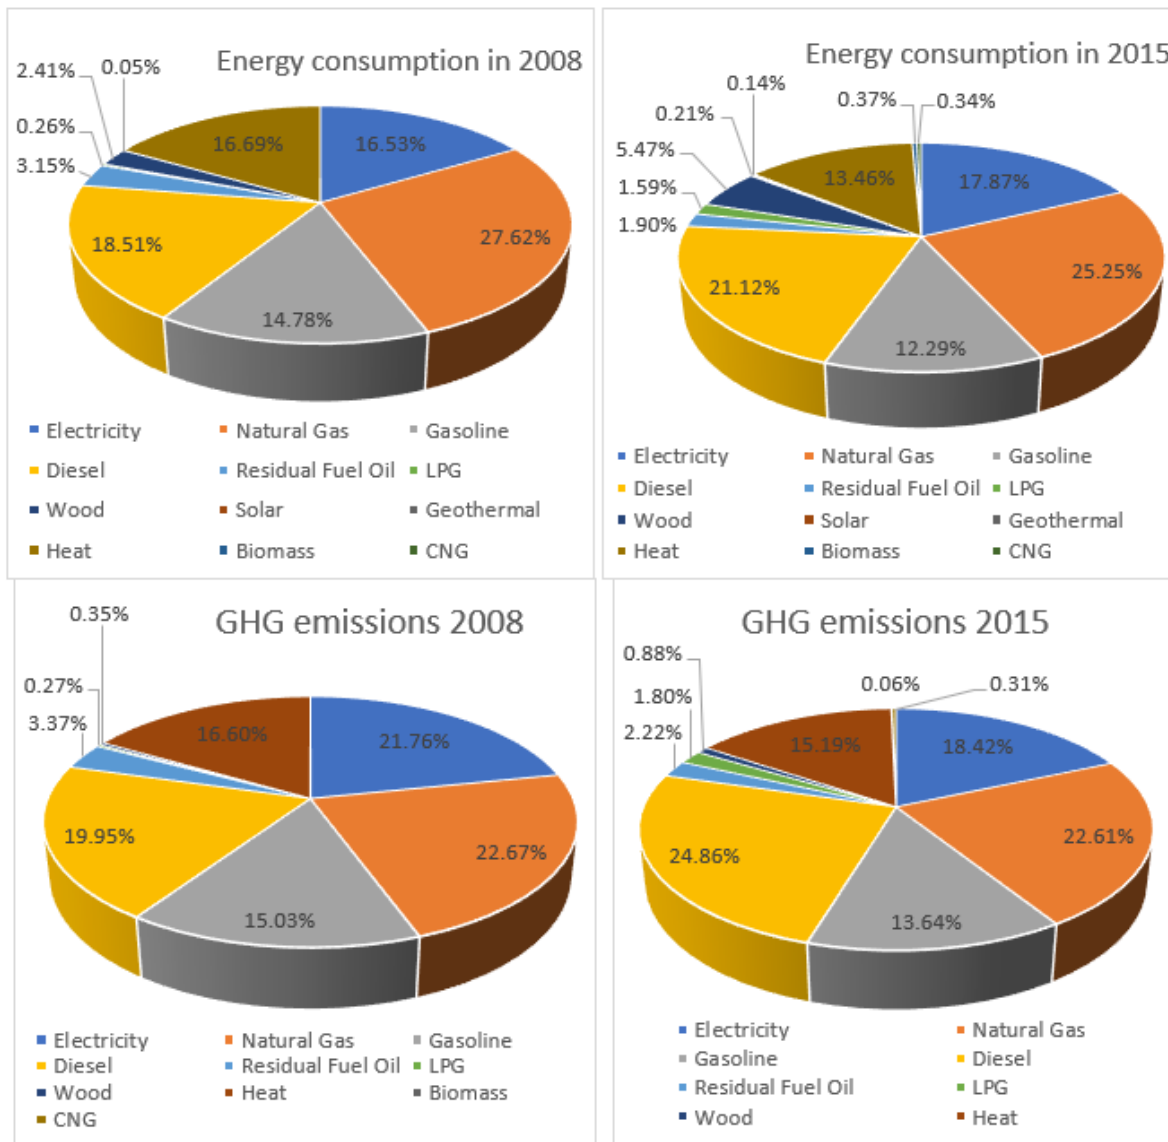 Energy consumption in 2008
2.41%
0.05%
0.26%
3.15%
16.69%
16.53%
18.51%
27.62%
14.78%
Electricity
Natural Gas
Gasoline
Diesel
Residual Fuel Oil
LPG
Wood
Solar
Geothermal
Heat
Biomass
CNG
Energy consumption in 2015
0.14%
0.37%
0.34%
0.21%
5.47%
1.59%
1.90%
13.46%
17.87%
21.12%
25.25%
12.29%
Electricity
Natural Gas
Gasoline
Diesel
Residual Fuel Oil
LPG
Wood
Solar
Geothermal
Heat
Biomass
CNG
GHG emissions 2008
0.35%
0.27%
3.37%
16.60%
21.76%
19.95%
22.67%
15.03%
Electricity
Natural Gas
Gasoline
Diesel
Residual Fuel Oil
LPG
Wood
Heat
Biomass
CNG
GHG emissions 2015
0.88%
0.06%
0.31%
1.80%
2.22%
15.19%
18.42%
24.86%
22.61%
13.64%
Electricity
Natural Gas
Gasoline
Diesel
Residual Fuel Oil
LPG
Wood
Heat